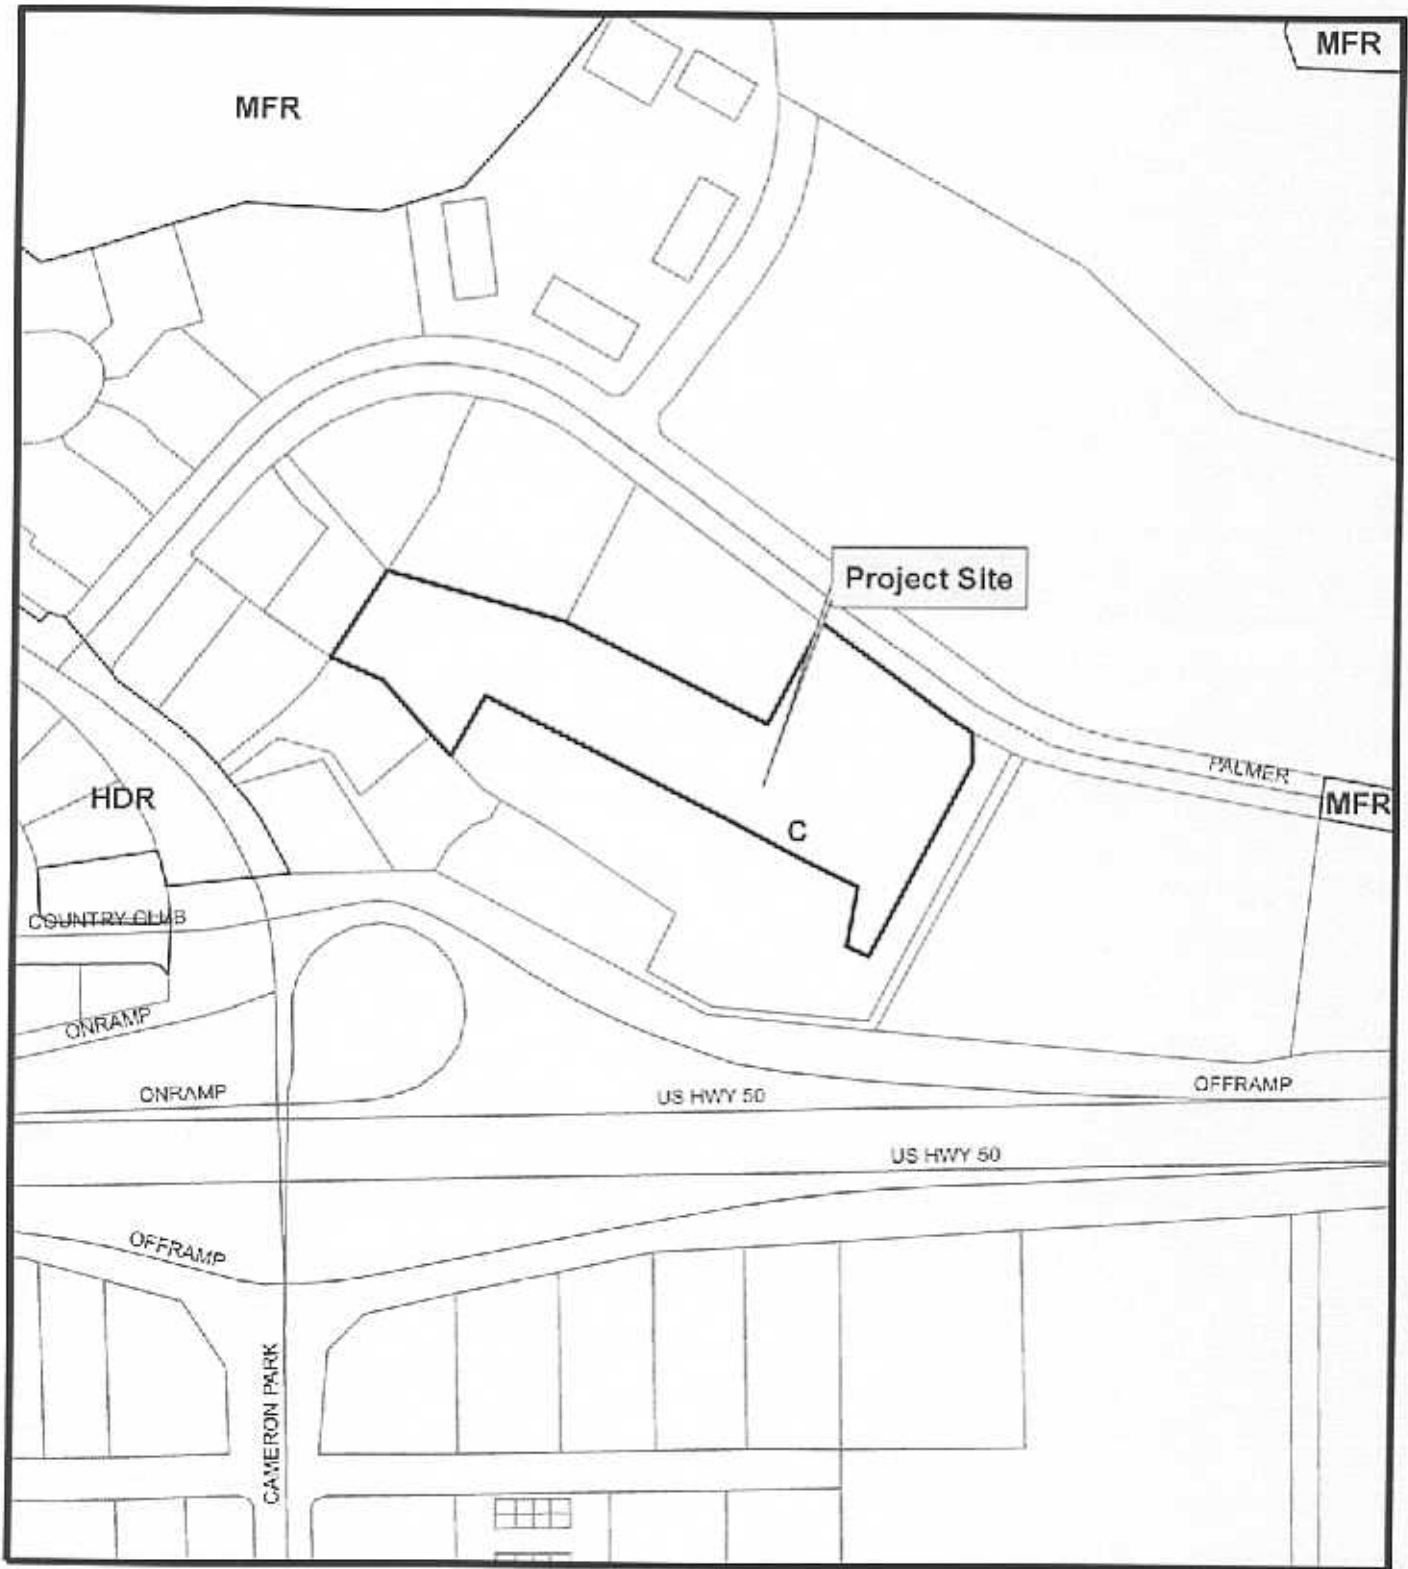 MFR
MFR
Project Site
PALMER
MFR
HDR
C
COUNTRY CLUB
ONRAMP
ONRAMP
US HWY 50
OFFRAMP
US HWY 50
OFFRAMP
CAMERON PARK